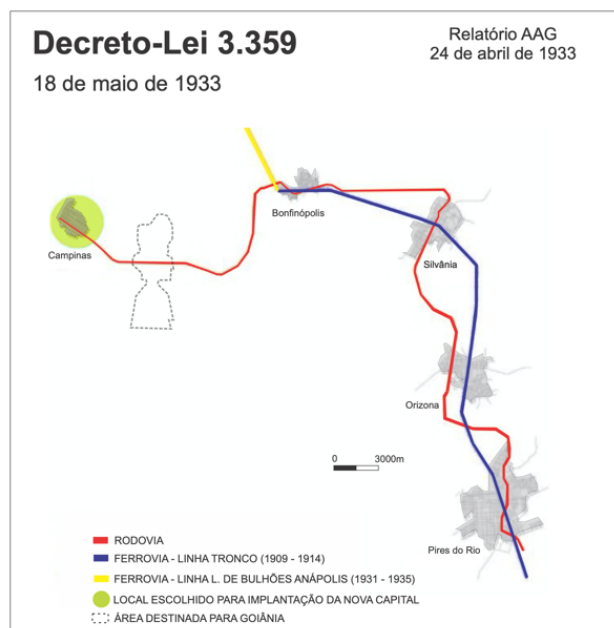 Decreto-Lei 3.359
18 de maio de 1933
Relatório AAG
24 de abril de 1933
Bonfinópolis
Campinas
Silvânia
Orizona
0 3000m
Pires do Rio
RODOVIA
FERROVIA - LINHA TRONCO (1909 - 1914)
FERROVIA - LINHA L. DE BULHÕES ANÁPOLIS (1931 - 1935)
LOCAL ESCOLHIDO PARA IMPLANTAÇÃO DA NOVA CAPITAL
ÁREA DESTINADA PARA GOIÂNIA